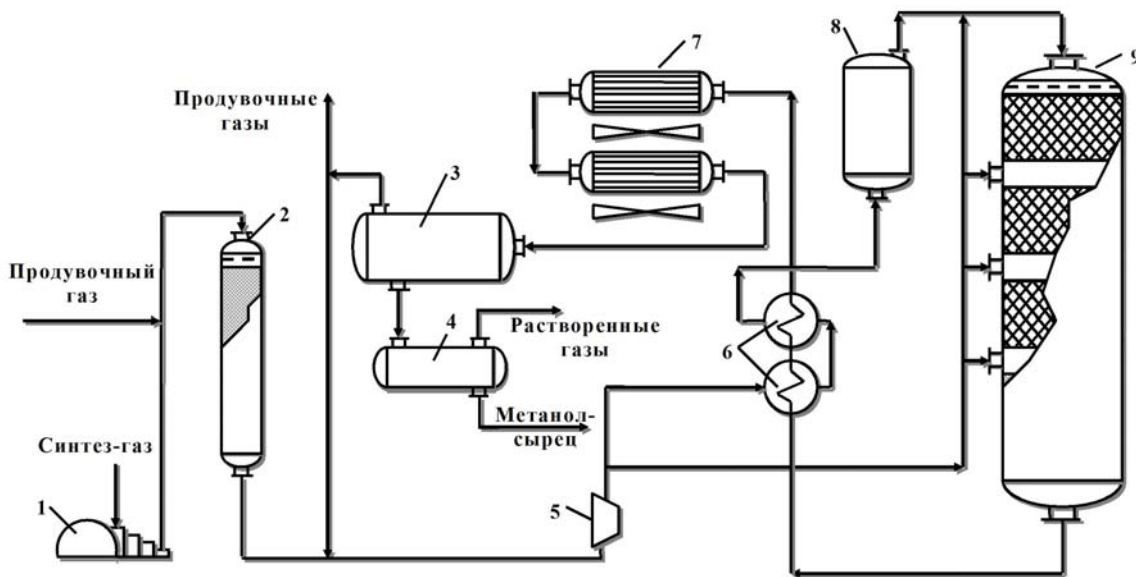 8
7
9
Продувочные
газы
3
2
Продувочный
газ
4
Растворенные
газы
6
Метанол-
сырец
Синтез-газ
1
5